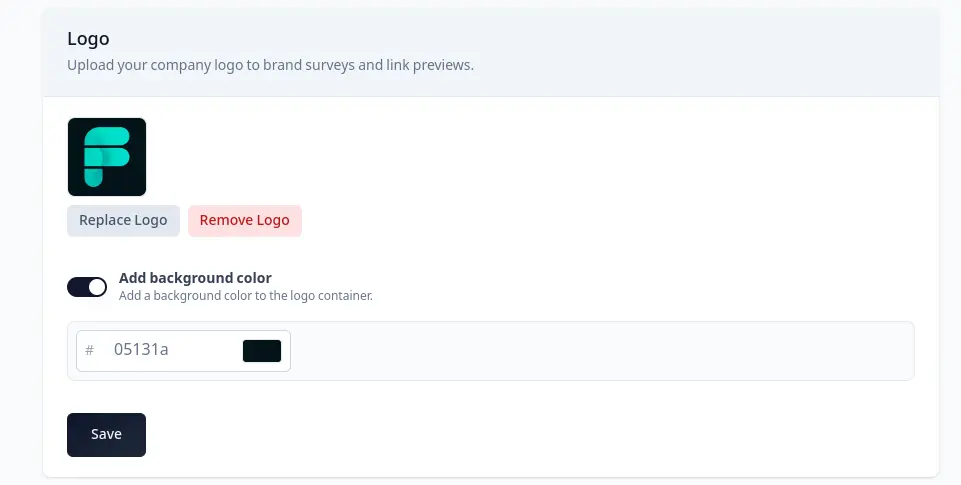 Logo
Upload your company logo to brand surveys and link previews.
Replace Logo
Remove Logo
Add background color
Add a background color to the logo container.
# 05131a
Save